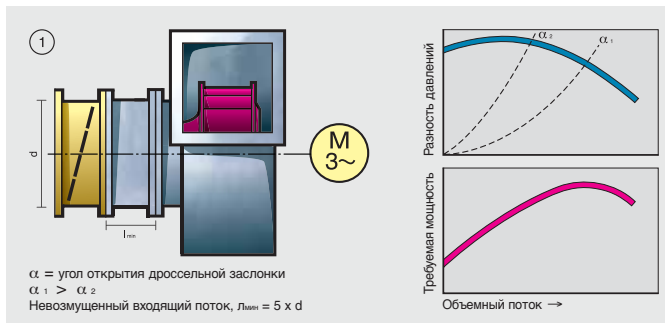 1
α 2
α 1
Разность давлений
d
M
3~
l min
Требуемая мощность
α = угол открытия дроссельной заслонки
α 1 > α 2
Невозмущенный входящий поток, лмин = 5 x d
Объемный поток →